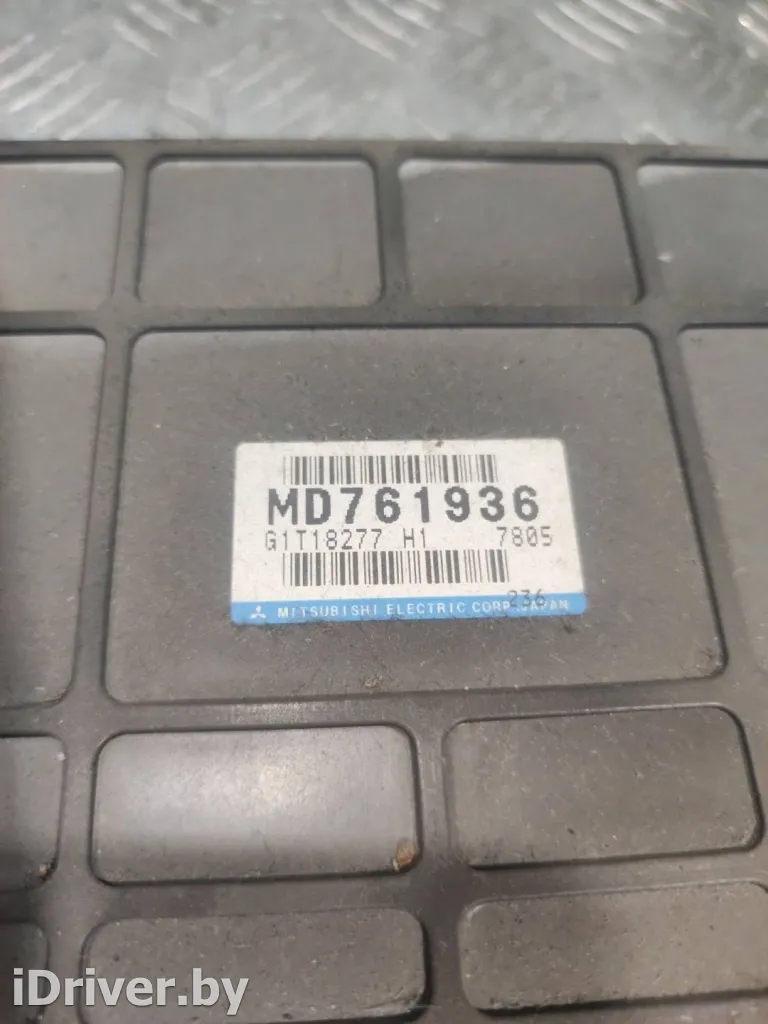 MD761936
G1T18277 H1 7805
236
MITSUBISHI ELECTRIC CORP. JAPAN
iDriver.by